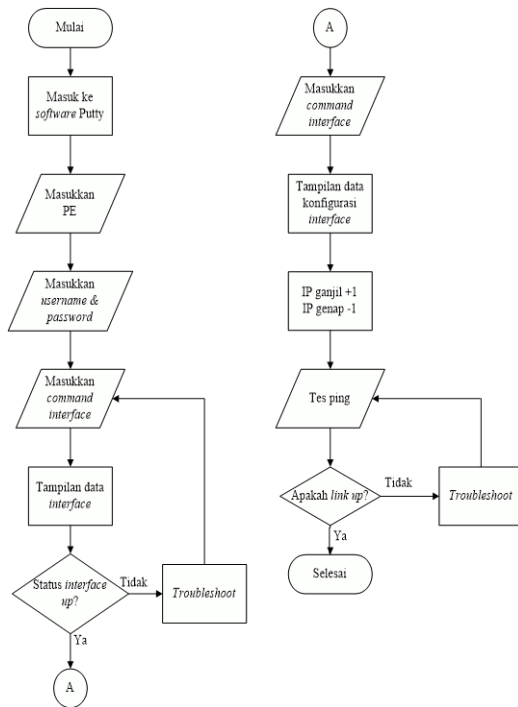 Mulai
Masuk ke
software Putty
Masukkan
PE
Masukkan
username &
password
Masukkan
command
interface
Tampilan data
interface
Status interface
up?
Tidak
Troubleshoot
Ya
A
A
Masukkan
command
interface
Tampilan data
konfigurasi
interface
IP ganjil +1
IP genap -1
Tes ping
Apakah link up?
Tidak
Troubleshoot
Ya
Selesai